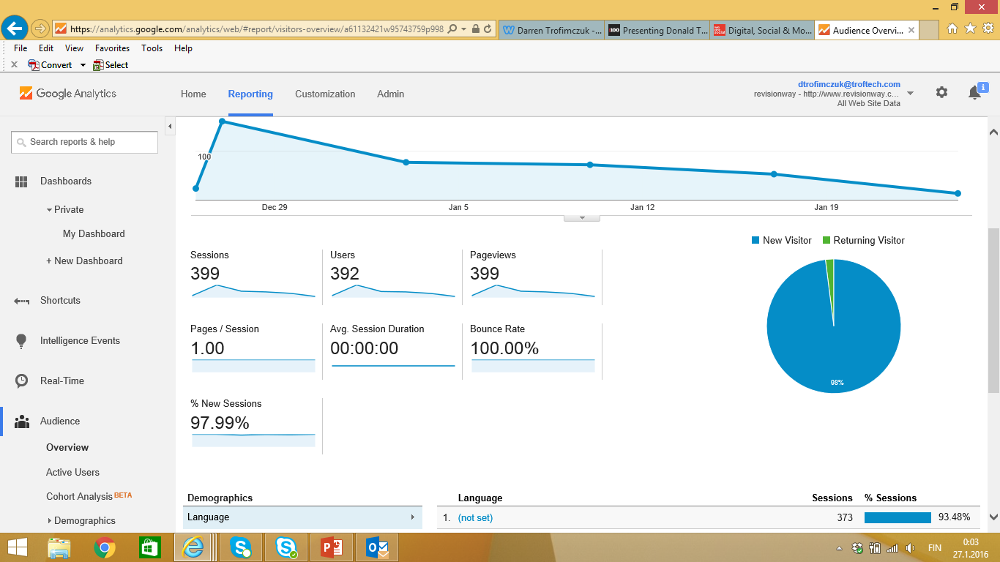 https://analytics.google.com/analytics/web/#report/visitors-overview/a61132421w95743759p998
Darren Trofimczuk -...
100 Presenting Donald T...
we are social Digital, Social & Mo...
Audience Overvi...
File Edit View Favorites Tools Help
Convert Select
Google Analytics
Home Reporting Customization Admin
dtrofimczuk@troftech.com
revisionway - http://www.revisionway.c...
All Web Site Data
Search reports & help
Dashboards
Private
My Dashboard
+ New Dashboard
Shortcuts
Intelligence Events
Real-Time
Audience
Overview
Active Users
Cohort Analysis BETA
Demographics
100
Dec 29 Jan 5 Jan 12 Jan 19
New Visitor Returning Visitor
98%
Sessions
399
Users
392
Pageviews
399
Pages / Session
1.00
Avg. Session Duration
00:00:00
Bounce Rate
100.00%
% New Sessions
97.99%
Demographics
Language
Language Sessions % Sessions
1. (not set) 373 93.48%
FIN
0:03
27.1.2016